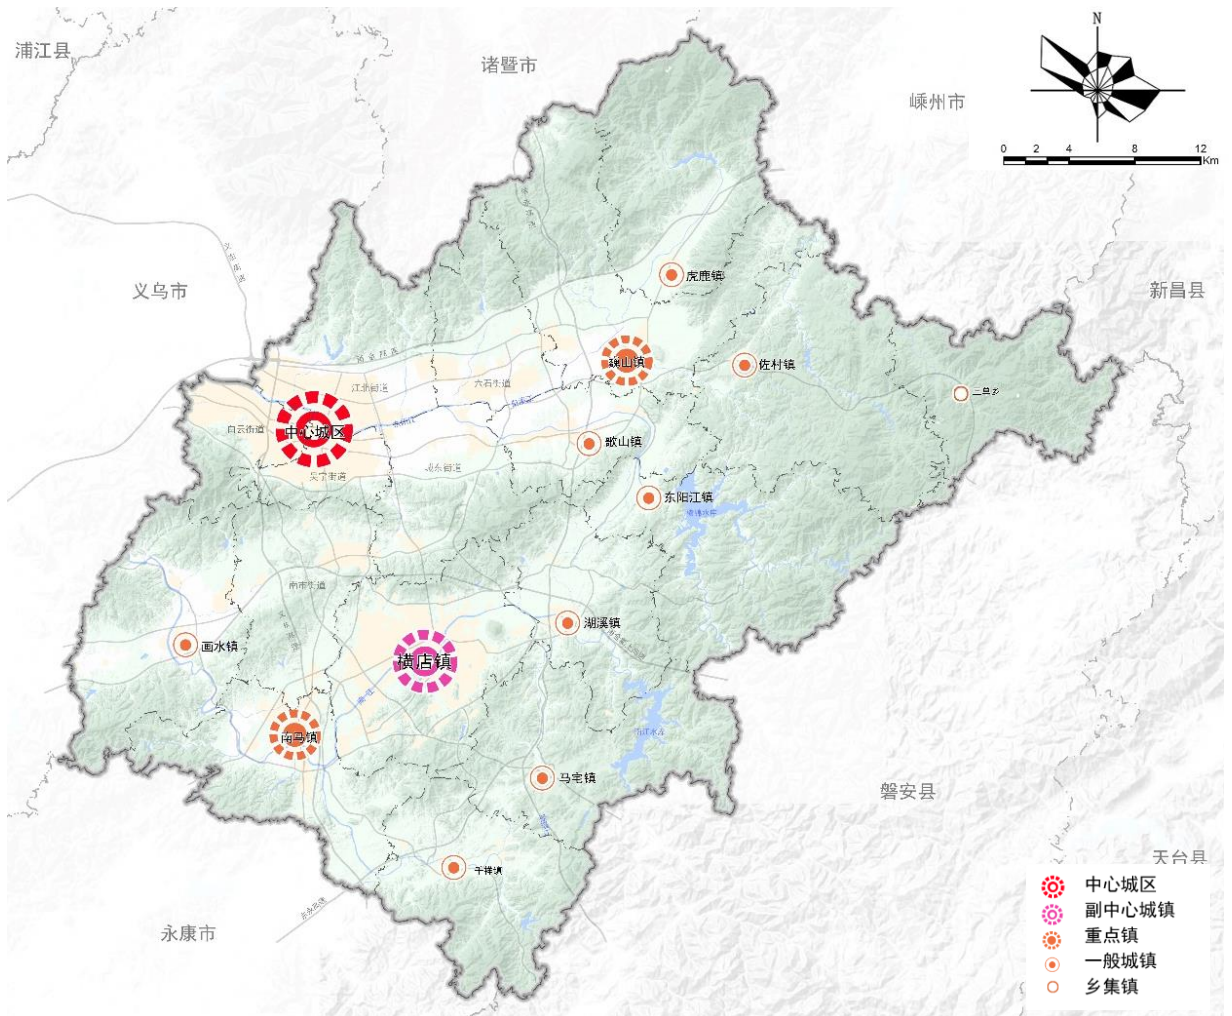 N
浦江县
诸暨市
嵊州市
0 2 4 8 12
Km
义乌市
新昌县
虎鹿镇
巍山镇
佐村镇
三单乡
江北街道
六石街道
白云街道
中心城区
歌山镇
吴宁街道
城东街道
东阳江镇
横锦水库
南市街道
湖溪镇
画水镇
横店镇
南马镇
马宅镇
磐安县
天台县
千祥镇
永康市
中心城区
副中心城镇
重点镇
一般城镇
乡集镇